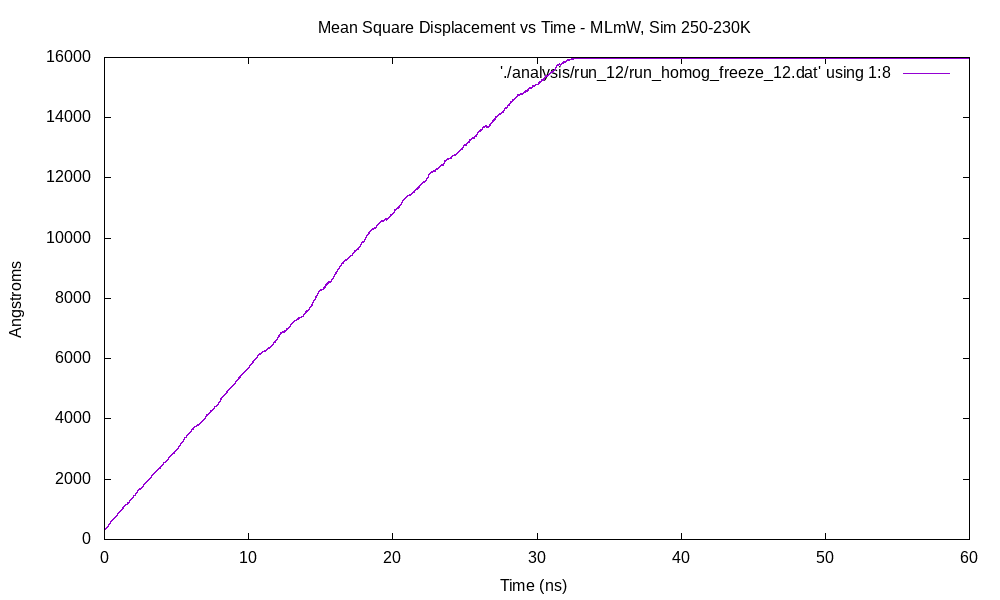 Mean Square Displacement vs Time - MLmW, Sim 250-230K
'./analysis/run_12/run_homog_freeze_12.dat' using 1:8
16000
14000
12000
10000
8000
6000
4000
2000
0
Angstroms
0 10 20 30 40 50 60
Time (ns)